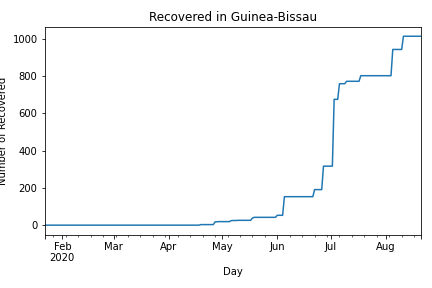 Recovered in Guinea-Bissau
1000
800
600
400
200
0
Number of Recovered
Feb Mar Apr May Jun Jul Aug
2020
Day